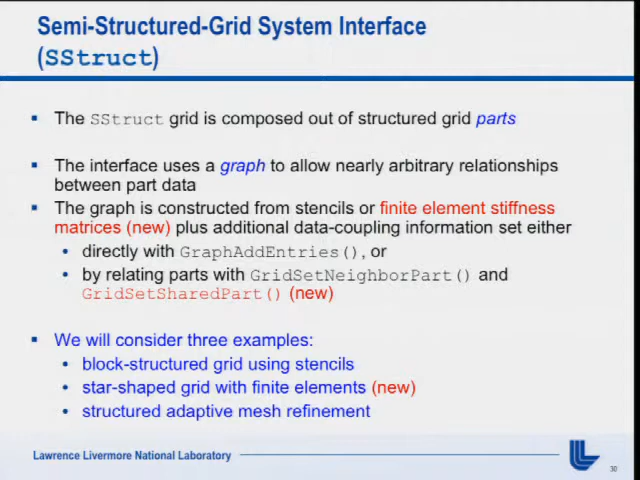 Semi-Structured-Grid System Interface
(SStruct)
▪ The SStruct grid is composed out of structured grid parts
▪ The interface uses a graph to allow nearly arbitrary relationships
between part data
▪ The graph is constructed from stencils or finite element stiffness
matrices (new) plus additional data-coupling information set either
• directly with GraphAddEntries(), or
• by relating parts with GridSetNeighborPart() and
GridSetSharedPart() (new)
▪ We will consider three examples:
• block-structured grid using stencils
• star-shaped grid with finite elements (new)
• structured adaptive mesh refinement
Lawrence Livermore National Laboratory
30